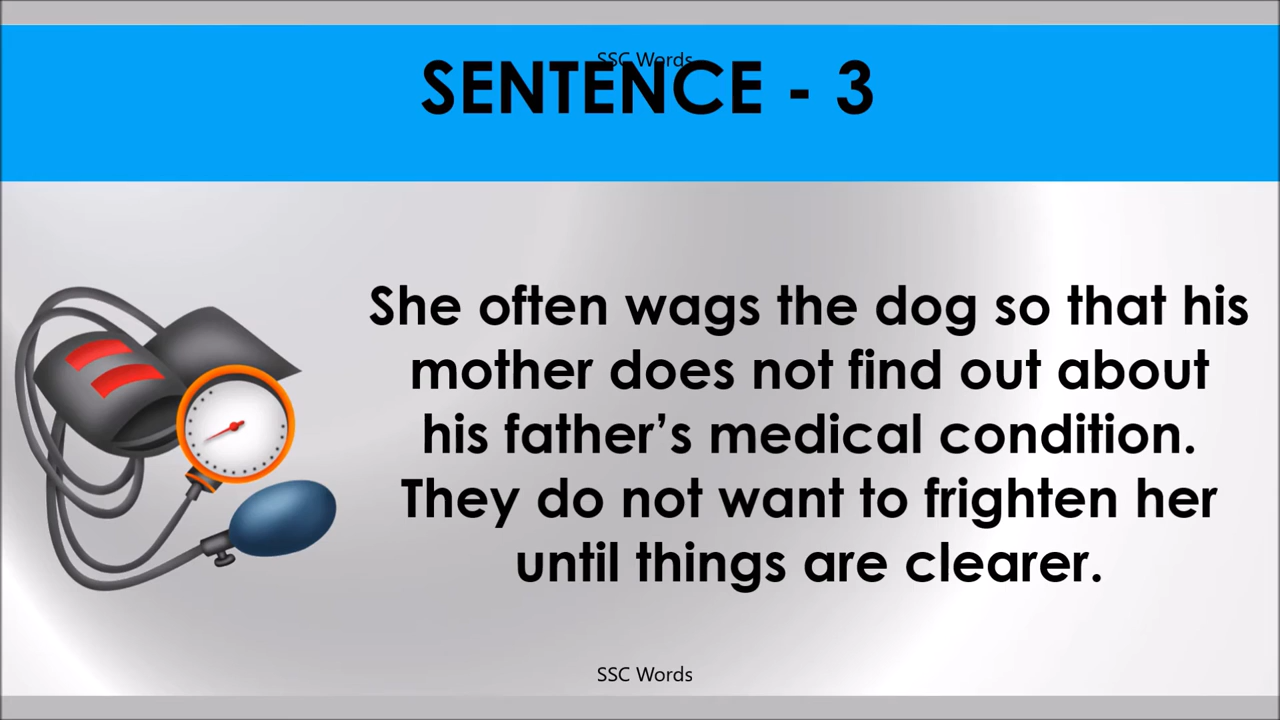 SSC Words
SENTENCE - 3
She often wags the dog so that his
mother does not find out about
his father’s medical condition.
They do not want to frighten her
until things are clearer.
SSC Words